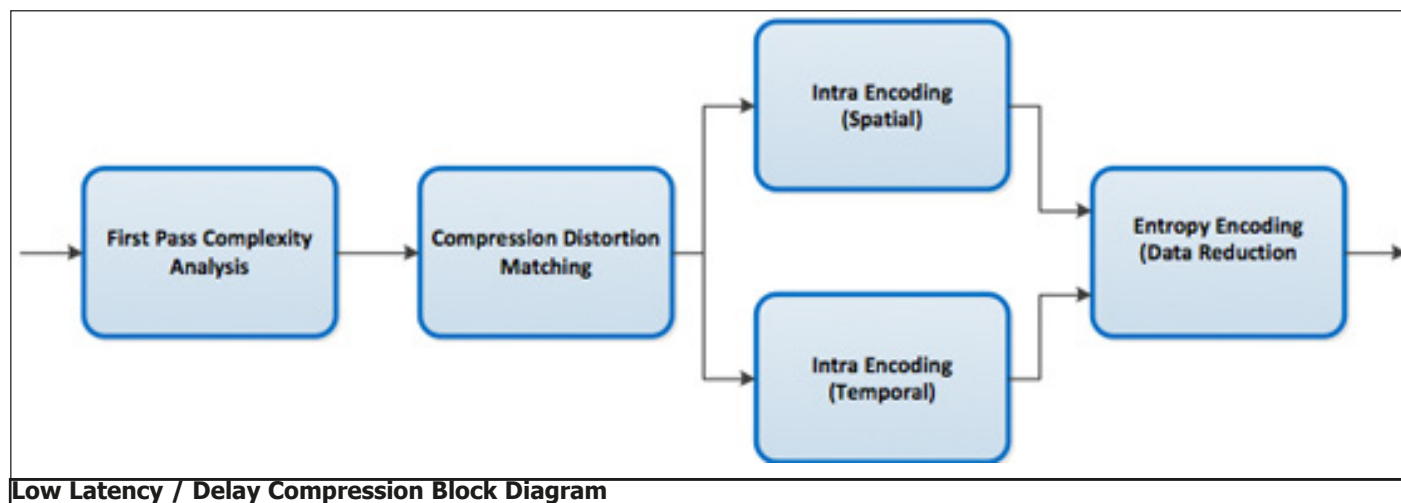 First Pass Complexity
Analysis
Compression Distortion
Matching
Intra Encoding
(Spatial)
Intra Encoding
(Temporal)
Entropy Encoding
(Data Reduction
Low Latency / Delay Compression Block Diagram